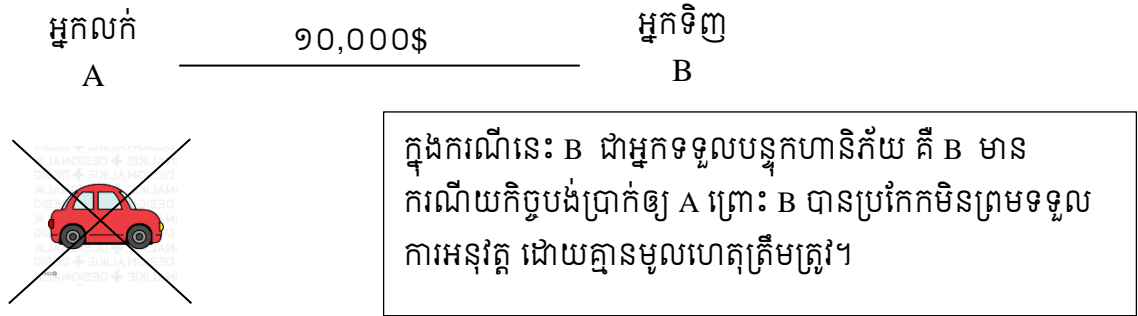 អ្នកលក់ ១០,០០០$ អ្នកទិញ
A B
ក្នុងករណីនេះ B ជាអ្នកទទួលបន្ទុកហានិភ័យ គឺ B មាន
ករណីយកិច្ចបង់ប្រាក់ឲ្យ A ព្រោះ B បានប្រកែកមិនព្រមទទួល
ការអនុវត្ត ដោយគ្មានមូលហេតុត្រឹមត្រូវ។